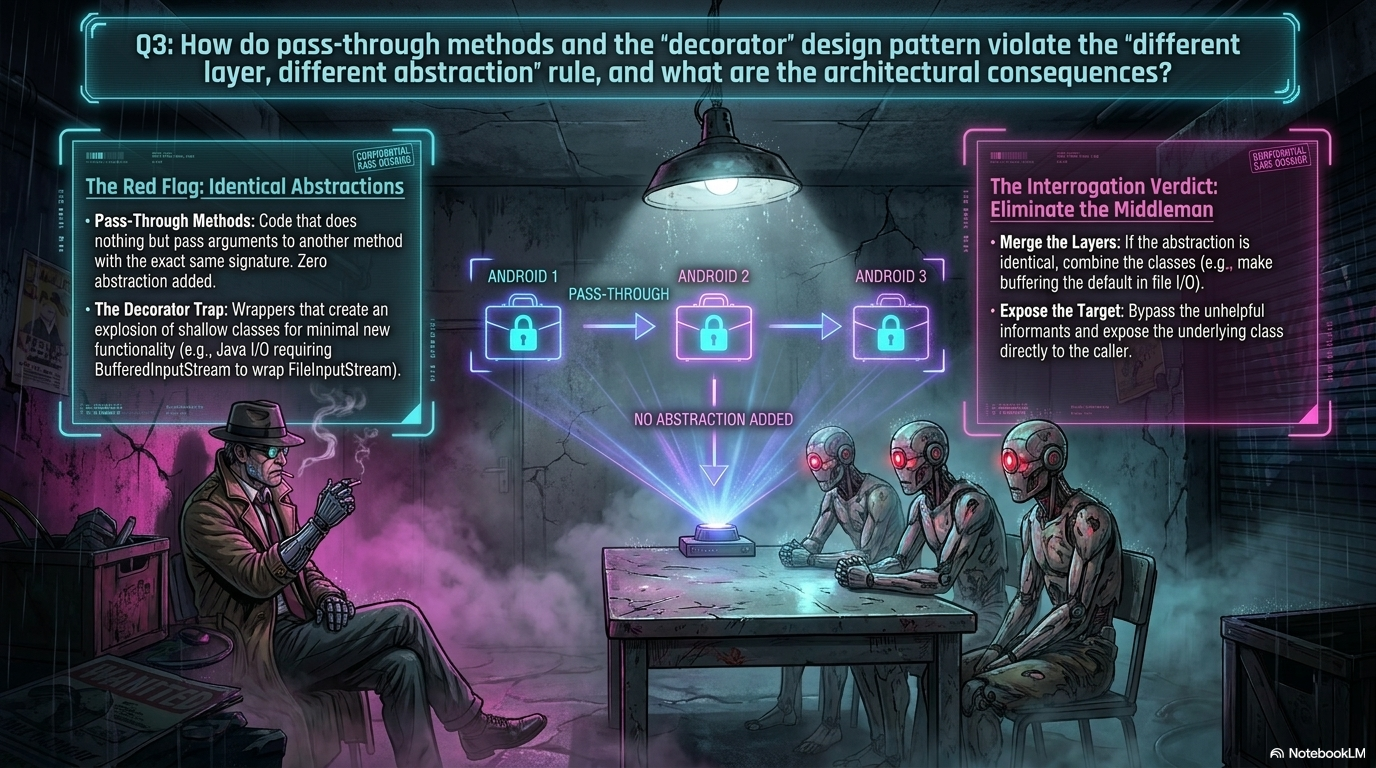 Q3: How do pass-through methods and the “decorator” design pattern violate the “different
layer, different abstraction” rule, and what are the architectural consequences?
The Red Flag: Identical Abstractions
• Pass-Through Methods: Code that does
nothing but pass arguments to another method
with the exact same signature. Zero
abstraction added.
• The Decorator Trap: Wrappers that create an
explosion of shallow classes for minimal new
functionality (e.g., Java I/O requiring
BufferedInputStream to wrap FileInputStream).
ANDROID 1
PASS-THROUGH
ANDROID 2
ANDROID 3
NO ABSTRACTION ADDED
The Interrogation Verdict:
Eliminate the Middleman
• Merge the Layers: If the abstraction is
identical, combine the classes (e.g., make
buffering the default in file I/O).
• Expose the Target: Bypass the unhelpful
informants and expose the underlying class
directly to the caller.
NotebookLM